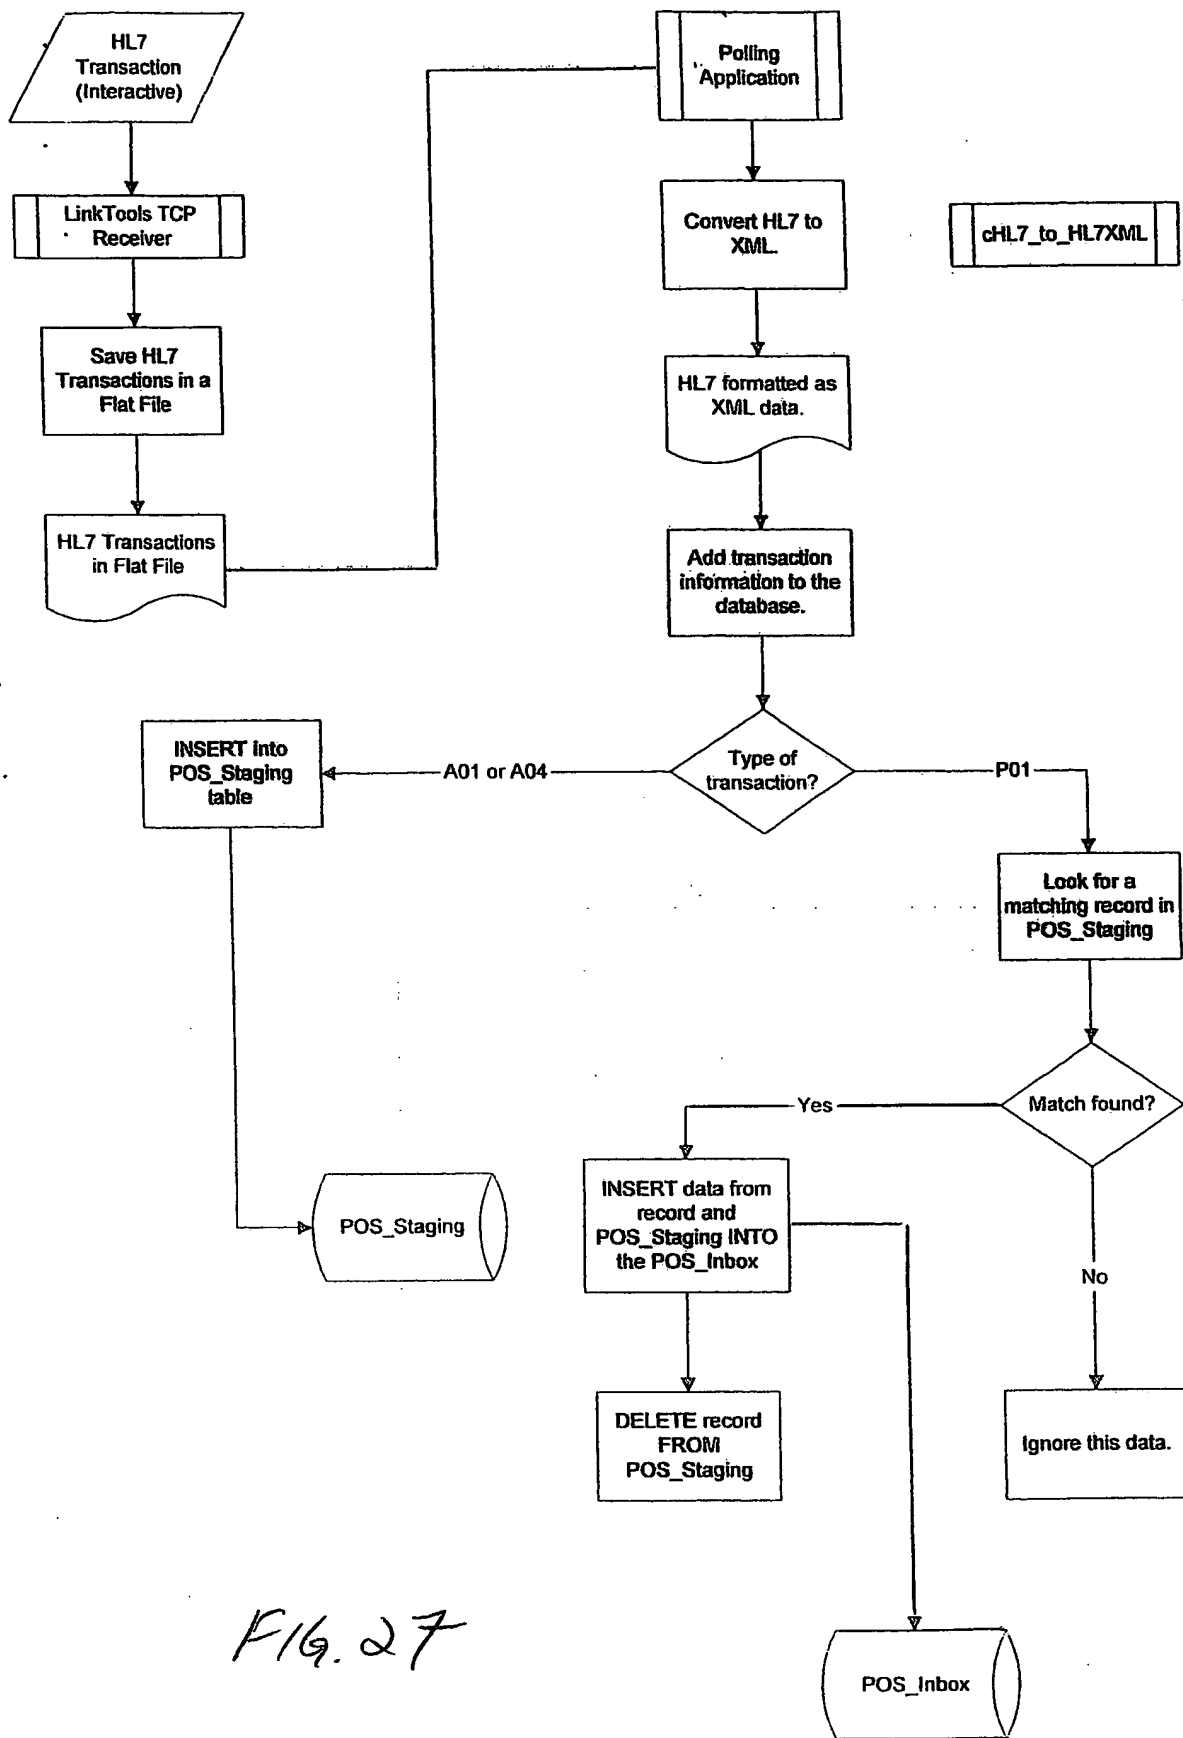 HL7
Transaction
(Interactive)
LinkTools TCP
Receiver
Save HL7
Transactions in a
Flat File
HL7 Transactions
in Flat File
Polling
Application
Convert HL7 to
XML.
cHL7_to_HL7XML
HL7 formatted as
XML data.
Add transaction
information to the
database.
Type of
transaction?
A01 or A04
P01
INSERT into
POS_Staging
table
POS_Staging
Look for a
matching record in
POS_Staging
Match found?
Yes
No
INSERT data from
record and
POS_Staging INTO
the POS_Inbox
DELETE record
FROM
POS_Staging
Ignore this data.
POS_Inbox
FIG. 27